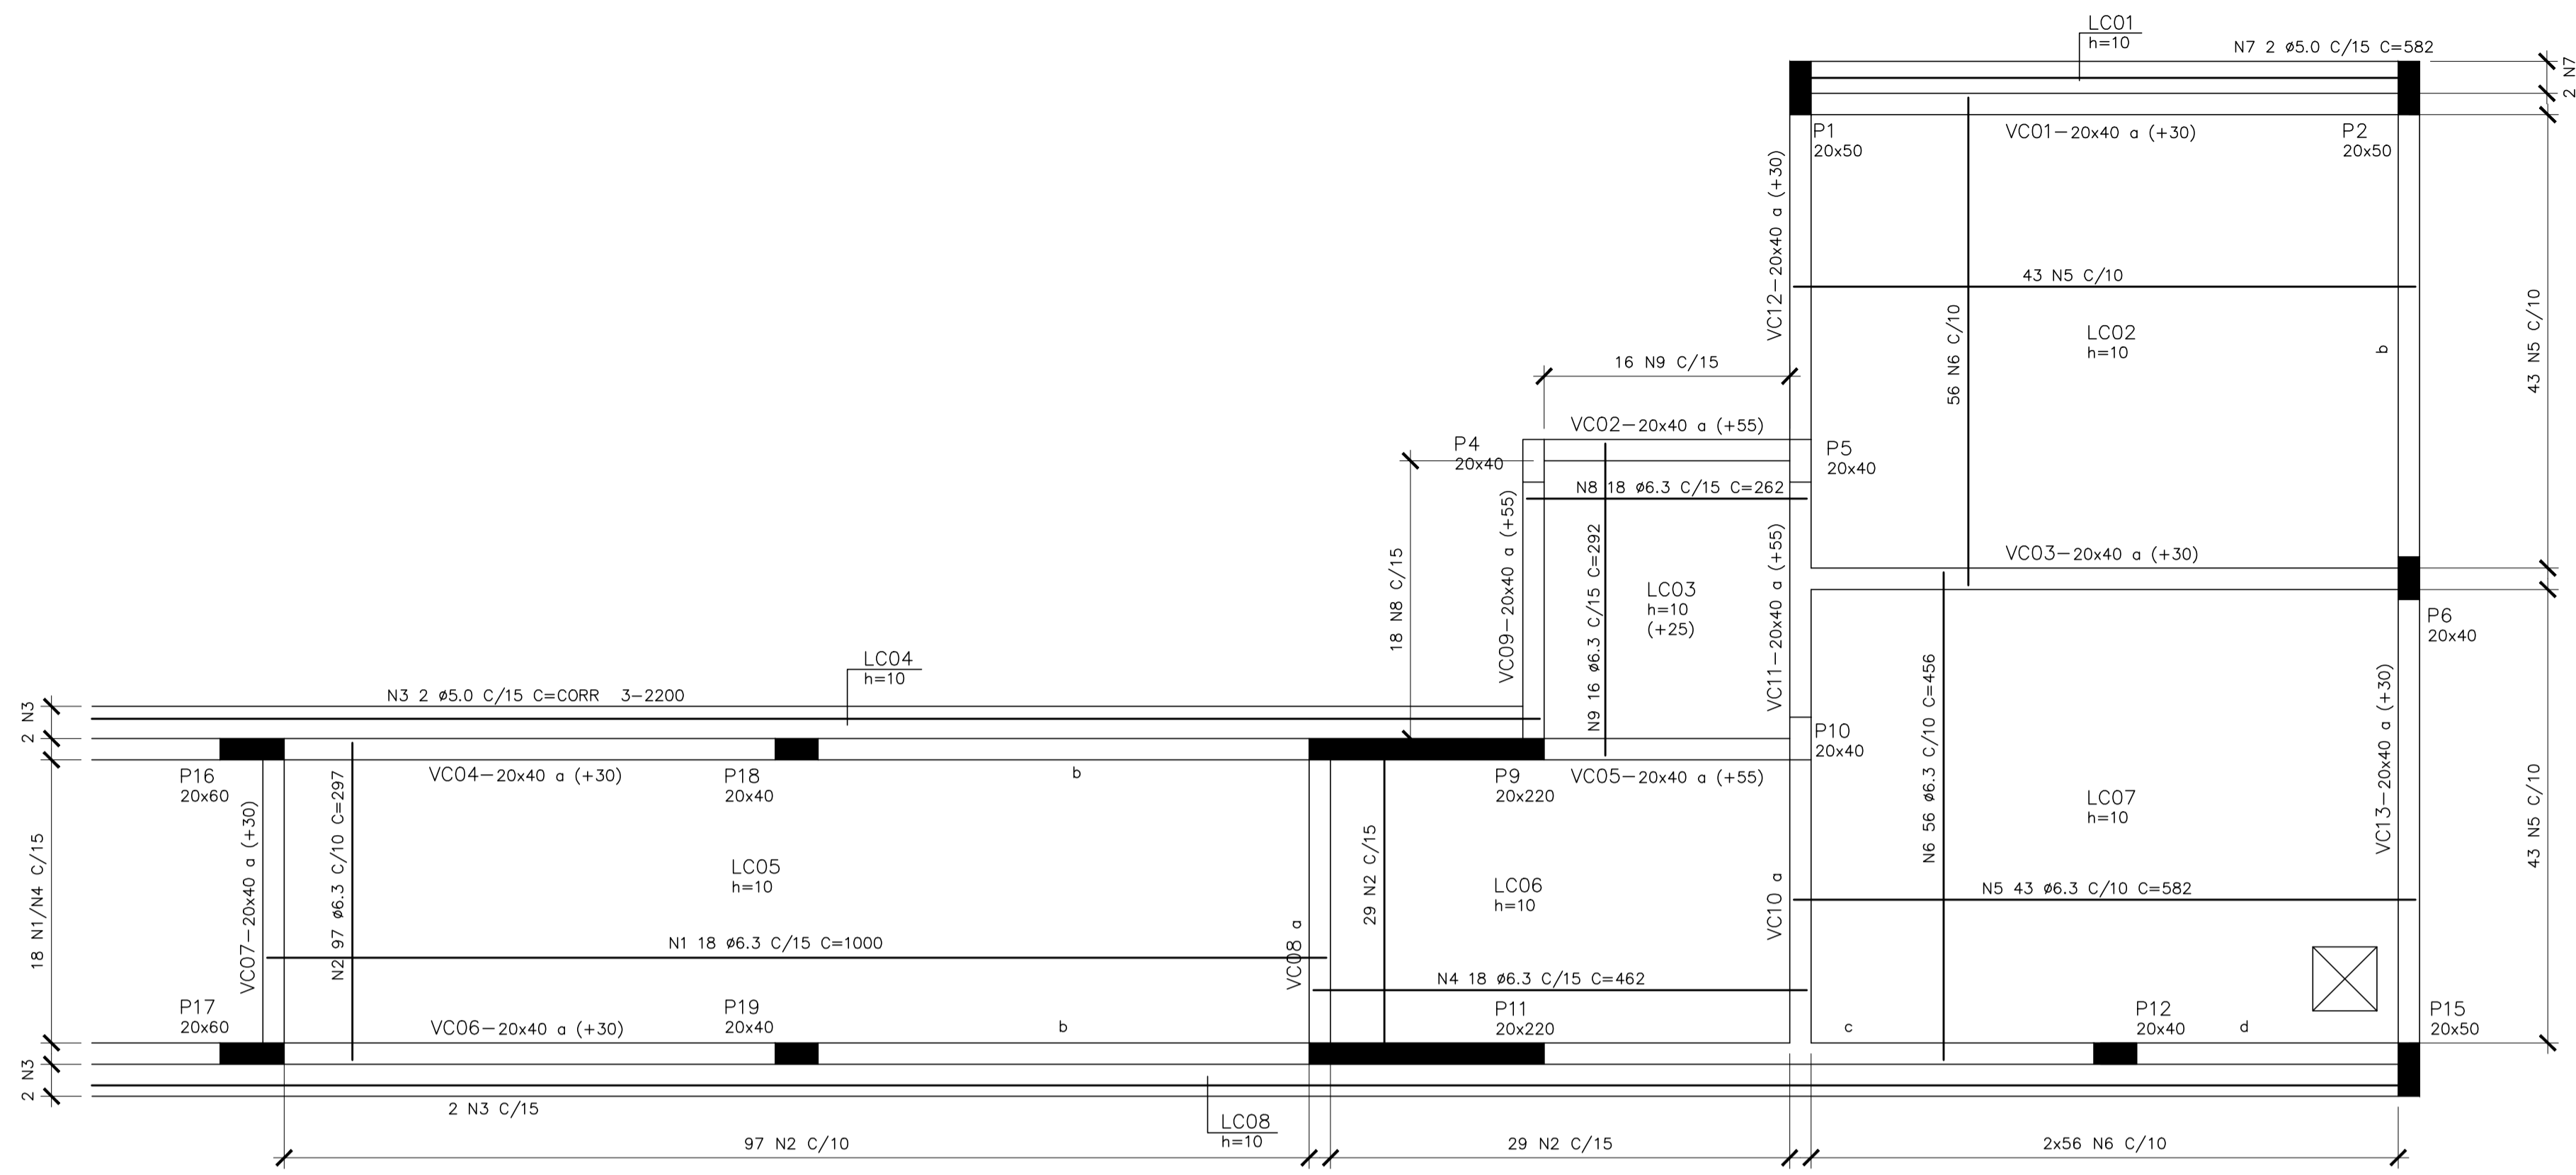 LC01
h=10
N7 2 ø5.0 C/15 C=582
2 N7
P1
20x50
VC01-20x40 a (+30)
P2
20x50
VC12-20x40 a (+30)
43 N5 C/10
56 N6 C/10
LC02
h=10
b
43 N5 C/10
16 N9 C/15
VC02-20x40 a (+55)
P4
20x40
P5
20x40
N8 18 ø6.3 C/15 C=262
18 N8 C/15
VC09-20x40 a (+55)
N9 16 ø6.3 C/15 C=292
LC03
h=10
(+25)
VC11-20x40 a (+55)
VC03-20x40 a (+30)
P6
20x40
LC04
h=10
N3 2 ø5.0 C/15 C=CORR 3-2200
2 N3
P16
20x60
VC04-20x40 a (+30)
P18
20x40
b
P9
20x220
VC05-20x40 a (+55)
P10
20x40
N6 56 ø6.3 C/10 C=456
LC07
h=10
VC13-20x40 a (+30)
43 N5 C/10
18 N1/N4 C/15
VC07-20x40 a (+30)
N2 97 ø6.3 C/10 C=297
LC05
h=10
29 N2 C/15
LC06
h=10
VC10 a
N5 43 ø6.3 C/10 C=582
N1 18 ø6.3 C/15 C=1000
VC08 a
N4 18 ø6.3 C/15 C=462
P17
20x60
VC06-20x40 a (+30)
P19
20x40
b
P11
20x220
c
P12
20x40
d
P15
20x50
2 N3
2 N3 C/15
LC08
h=10
97 N2 C/10
29 N2 C/15
2x56 N6 C/10